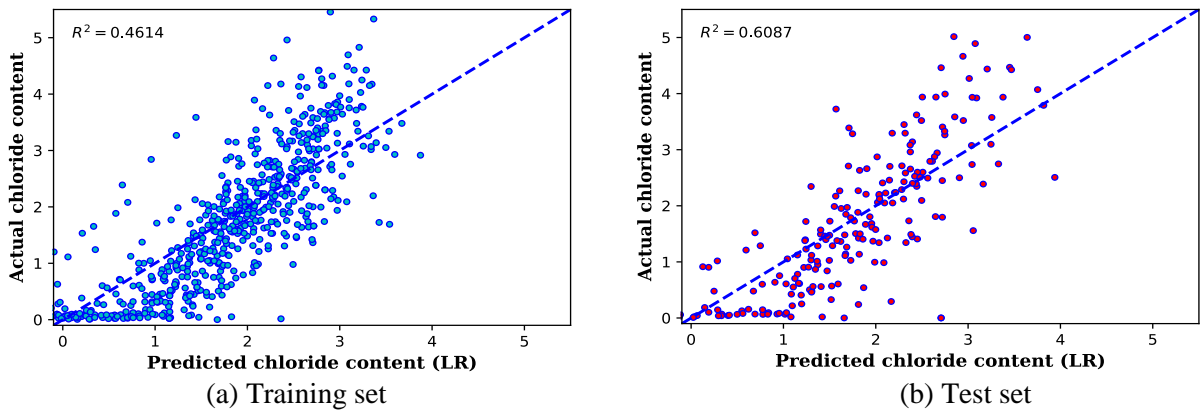 R² = 0.4614
Actual chloride content
5
4
3
2
1
0
0 1 2 3 4 5
Predicted chloride content (LR)
(a) Training set
R² = 0.6087
Actual chloride content
5
4
3
2
1
0
0 1 2 3 4 5
Predicted chloride content (LR)
(b) Test set